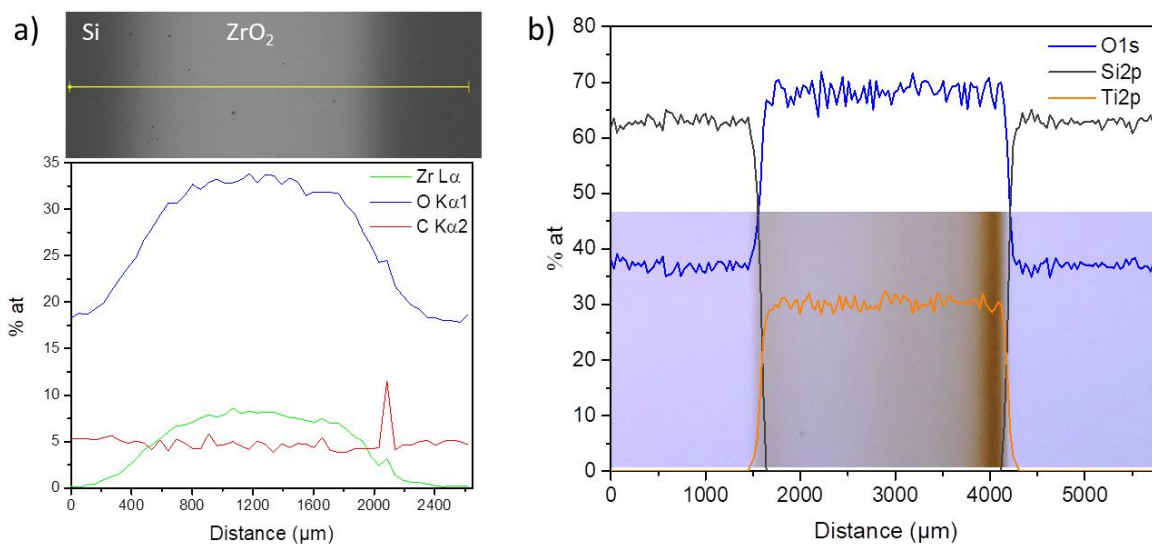 a)
Si ZrO₂
35
30
25
20
15
10
5
0
% at
Zr Lα
O Kα1
C Kα2
0 400 800 1200 1600 2000 2400
Distance (µm)
b)
80
70
60
50
40
30
20
10
0
% at
O1s
Si2p
Ti2p
0 1000 2000 3000 4000 5000
Distance (µm)